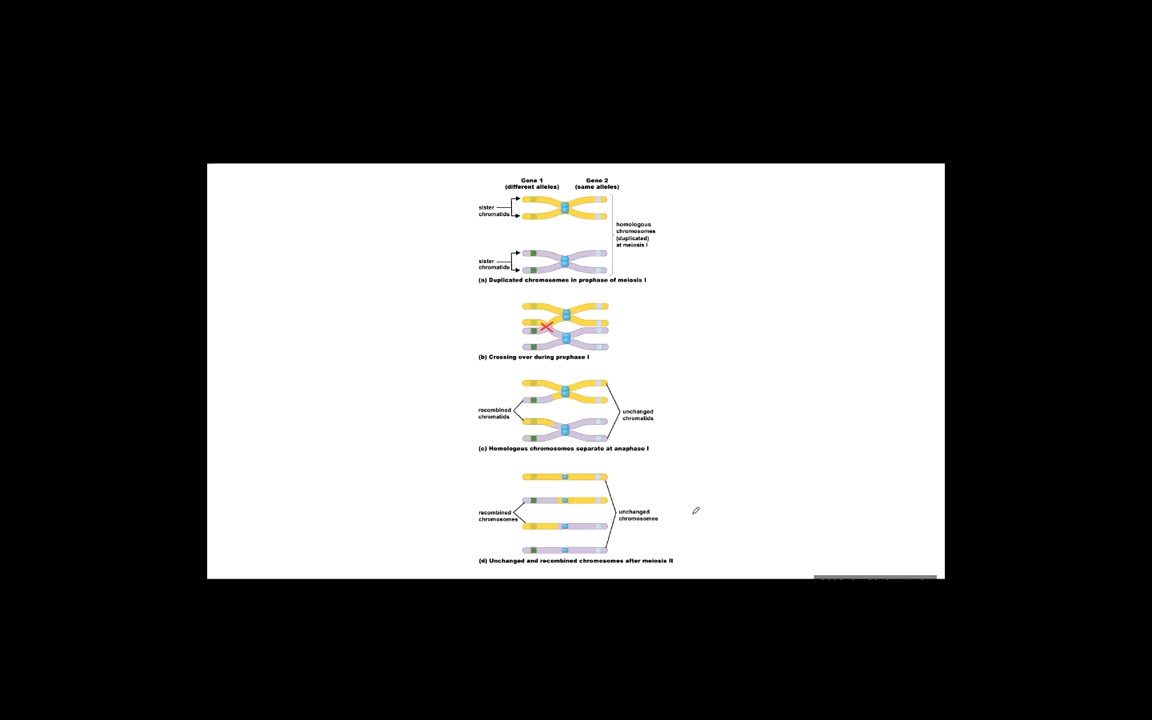 Gene 1
(different alleles)
Gene 2
(same alleles)
sister
chromatids
homologous
chromosomes
(duplicated)
at meiosis I
sister
chromatids
(a) Duplicated chromosomes in prophase of meiosis I
(b) Crossing over during prophase I
recombined
chromatids
unchanged
chromatids
(c) Homologous chromosomes separate at anaphase I
recombined
chromosomes
unchanged
chromosomes
(d) Unchanged and recombined chromosomes after meiosis II